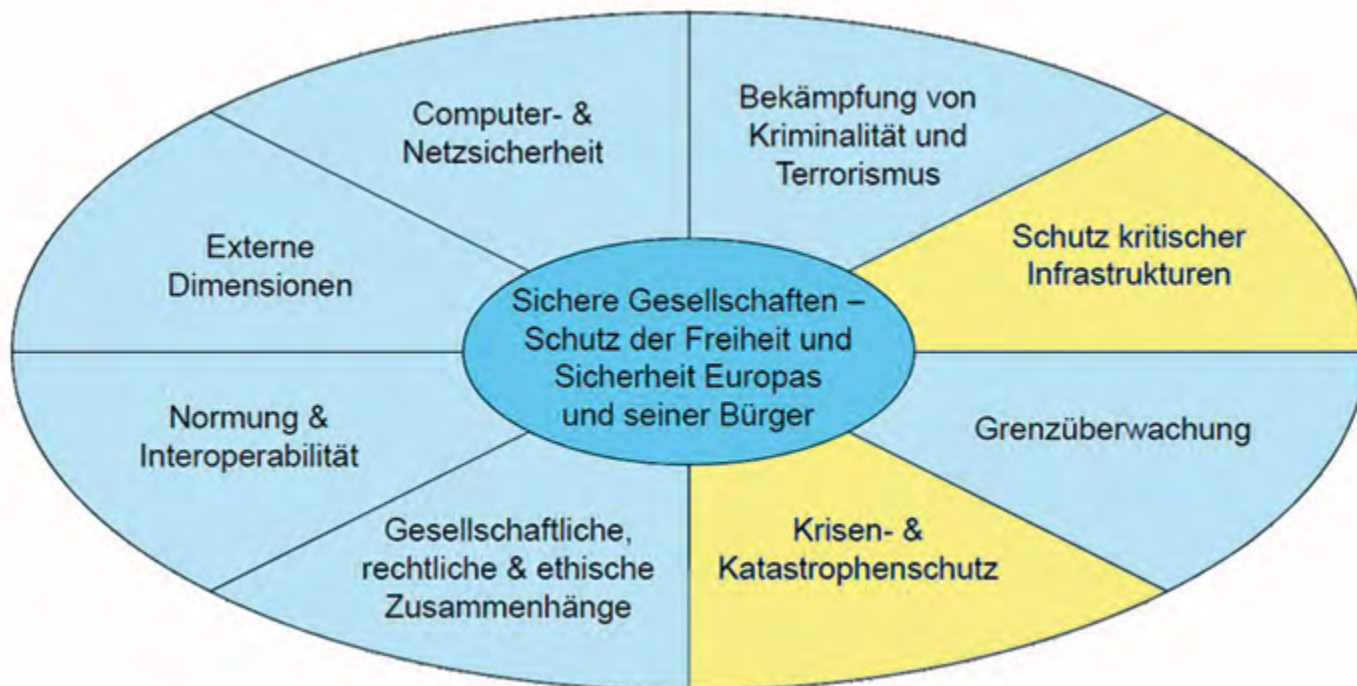 Computer- &
Netzsicherheit
Bekämpfung von
Kriminalität und
Terrorismus
Externe
Dimensionen
Schutz kritischer
Infrastrukturen
Sichere Gesellschaften –
Schutz der Freiheit und
Sicherheit Europas
und seiner Bürger
Normung &
Interoperabilität
Grenzüberwachung
Gesellschaftliche,
rechtliche & ethische
Zusammenhänge
Krisen- &
Katastrophenschutz